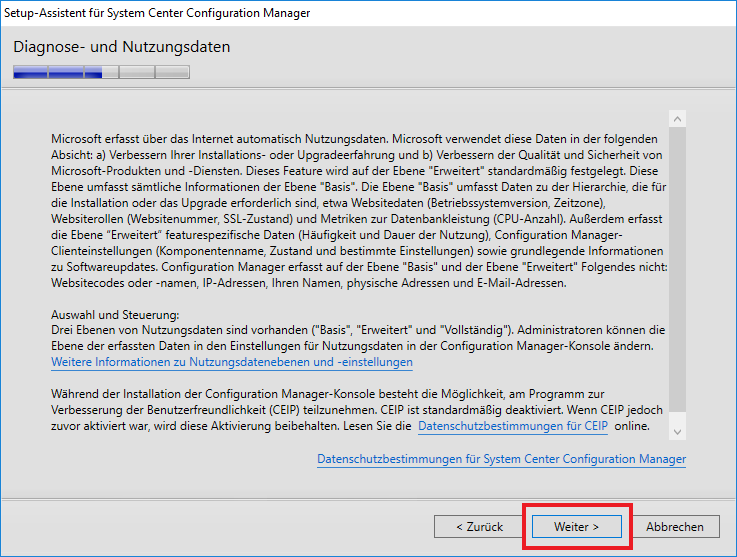 Setup-Assistent für System Center Configuration Manager
Diagnose- und Nutzungsdaten
Microsoft erfasst über das Internet automatisch Nutzungsdaten. Microsoft verwendet diese Daten in der folgenden
Absicht: a) Verbessern Ihrer Installations- oder Upgradeerfahrung und b) Verbessern der Qualität und Sicherheit von
Microsoft-Produkten und -Diensten. Dieses Feature wird auf der Ebene "Erweitert" standardmäßig festgelegt. Diese
Ebene umfasst sämtliche Informationen der Ebene "Basis". Die Ebene "Basis" umfasst Daten zu der Hierarchie, die für
die Installation oder das Upgrade erforderlich sind, etwa Websitedaten (Betriebssystemversion, Zeitzone),
Websiterollen (Websitenummer, SSL-Zustand) und Metriken zur Datenbankleistung (CPU-Anzahl). Außerdem erfasst
die Ebene “Erweitert” featurespezifische Daten (Häufigkeit und Dauer der Nutzung), Configuration Manager-
Clienteinstellungen (Komponentenname, Zustand und bestimmte Einstellungen) sowie grundlegende Informationen
zu Softwareupdates. Configuration Manager erfasst auf der Ebene "Basis" und der Ebene "Erweitert" Folgendes nicht:
Websitecodes oder -namen, IP-Adressen, Ihren Namen, physische Adressen und E-Mail-Adressen.
Auswahl und Steuerung:
Drei Ebenen von Nutzungsdaten sind vorhanden ("Basis", "Erweitert" und "Vollständig"). Administratoren können die
Ebene der erfassten Daten in den Einstellungen für Nutzungsdaten in der Configuration Manager-Konsole ändern.
Weitere Informationen zu Nutzungsdatenebenen und -einstellungen
Während der Installation der Configuration Manager-Konsole besteht die Möglichkeit, am Programm zur
Verbesserung der Benutzerfreundlichkeit (CEIP) teilzunehmen. CEIP ist standardmäßig deaktiviert. Wenn CEIP jedoch
zuvor aktiviert war, wird diese Aktivierung beibehalten. Lesen Sie die Datenschutzbestimmungen für CEIP online.
Datenschutzbestimmungen für System Center Configuration Manager
< Zurück Weiter > Abbrechen